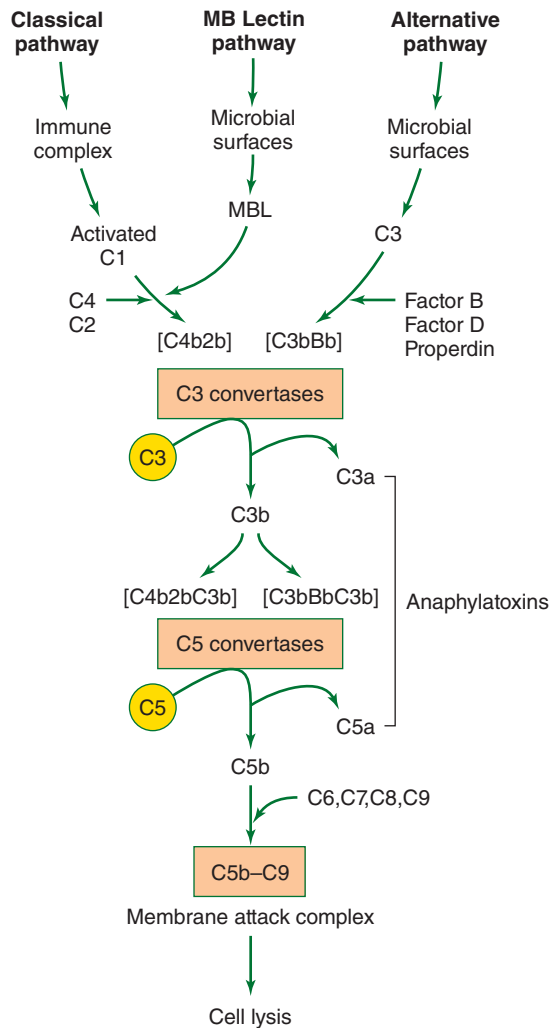 Classical
pathway
MB Lectin
pathway
Alternative
pathway
Immune
complex
Microbial
surfaces
Microbial
surfaces
MBL
Activated
C1
C3
C4
C2
Factor B
Factor D
Properdin
[C4b2b]
[C3bBb]
C3 convertases
C3
C3a
C3b
[C4b2bC3b]
[C3bBbC3b]
Anaphylatoxins
C5 convertases
C5
C5a
C5b
C6,C7,C8,C9
C5b–C9
Membrane attack complex
Cell lysis